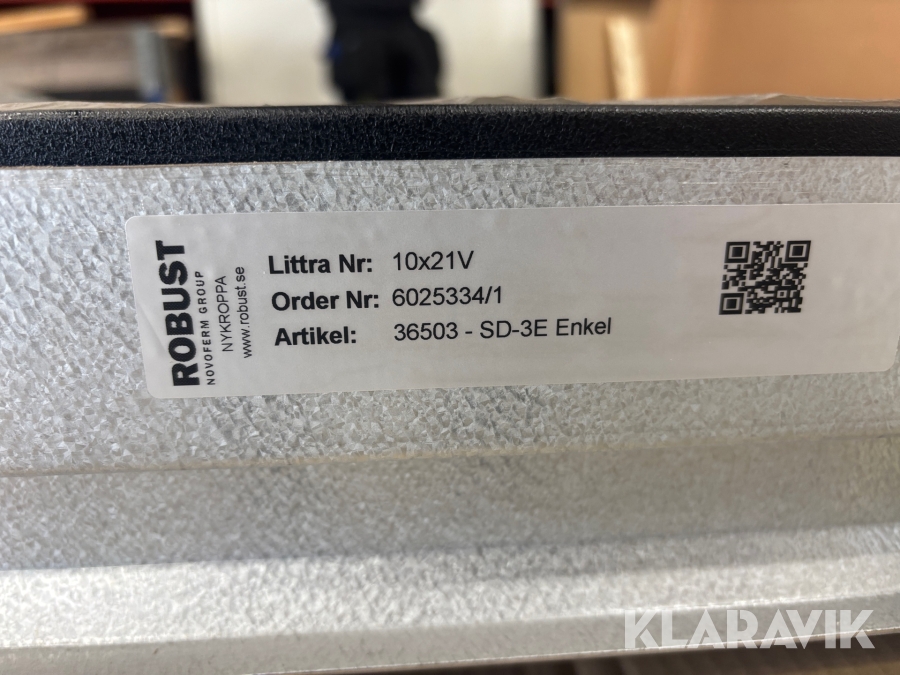 ROBUST
NOVOFERM GROUP
NYKROPPA
www.robust.se
Littra Nr: 10x21V
Order Nr: 6025334/1
Artikel: 36503 - SD-3E Enkel
KLARAVIK